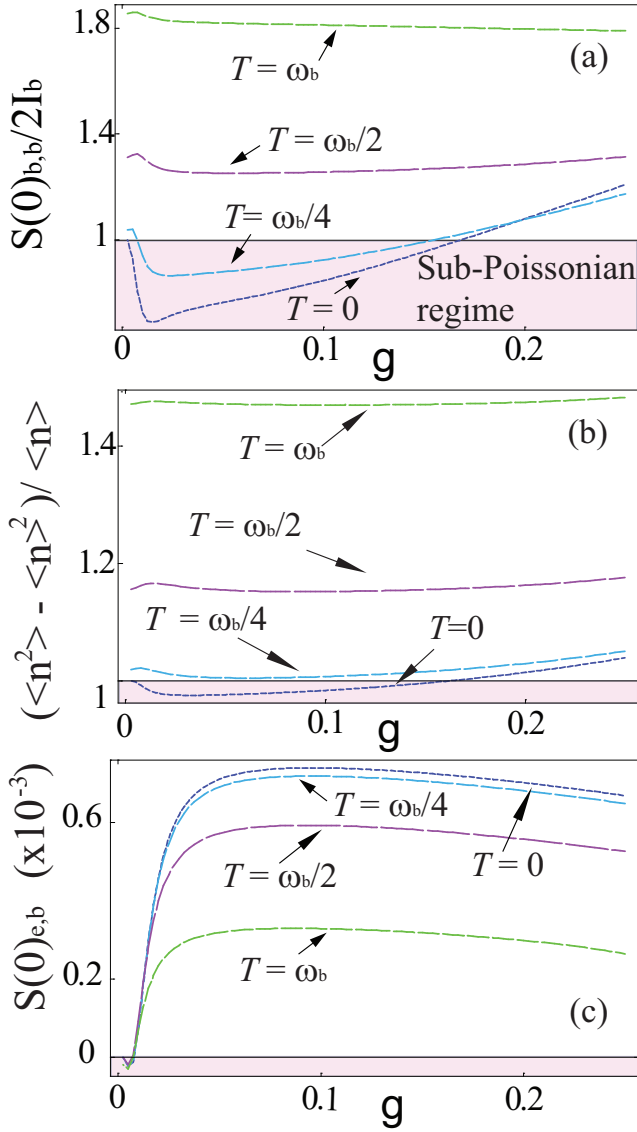 1.8
(a)
T = ωb
S(0)b,b/2Ib
1.4
T = ωb/2
T= ωb/4
1
Sub-Poissonian
T = 0
regime
0
0.1
0.2
g
(b)
1.4
T = ωb
(<n²> - <n>²)/ <n>
T = ωb/2
1.2
T = ωb/4
T=0
1
0
0.1
0.2
g
0.6
T = ωb/4
S(0)e,b (x10⁻³)
T = ωb/2
T = 0
0.2
T = ωb
(c)
0
0
0.1
0.2
g